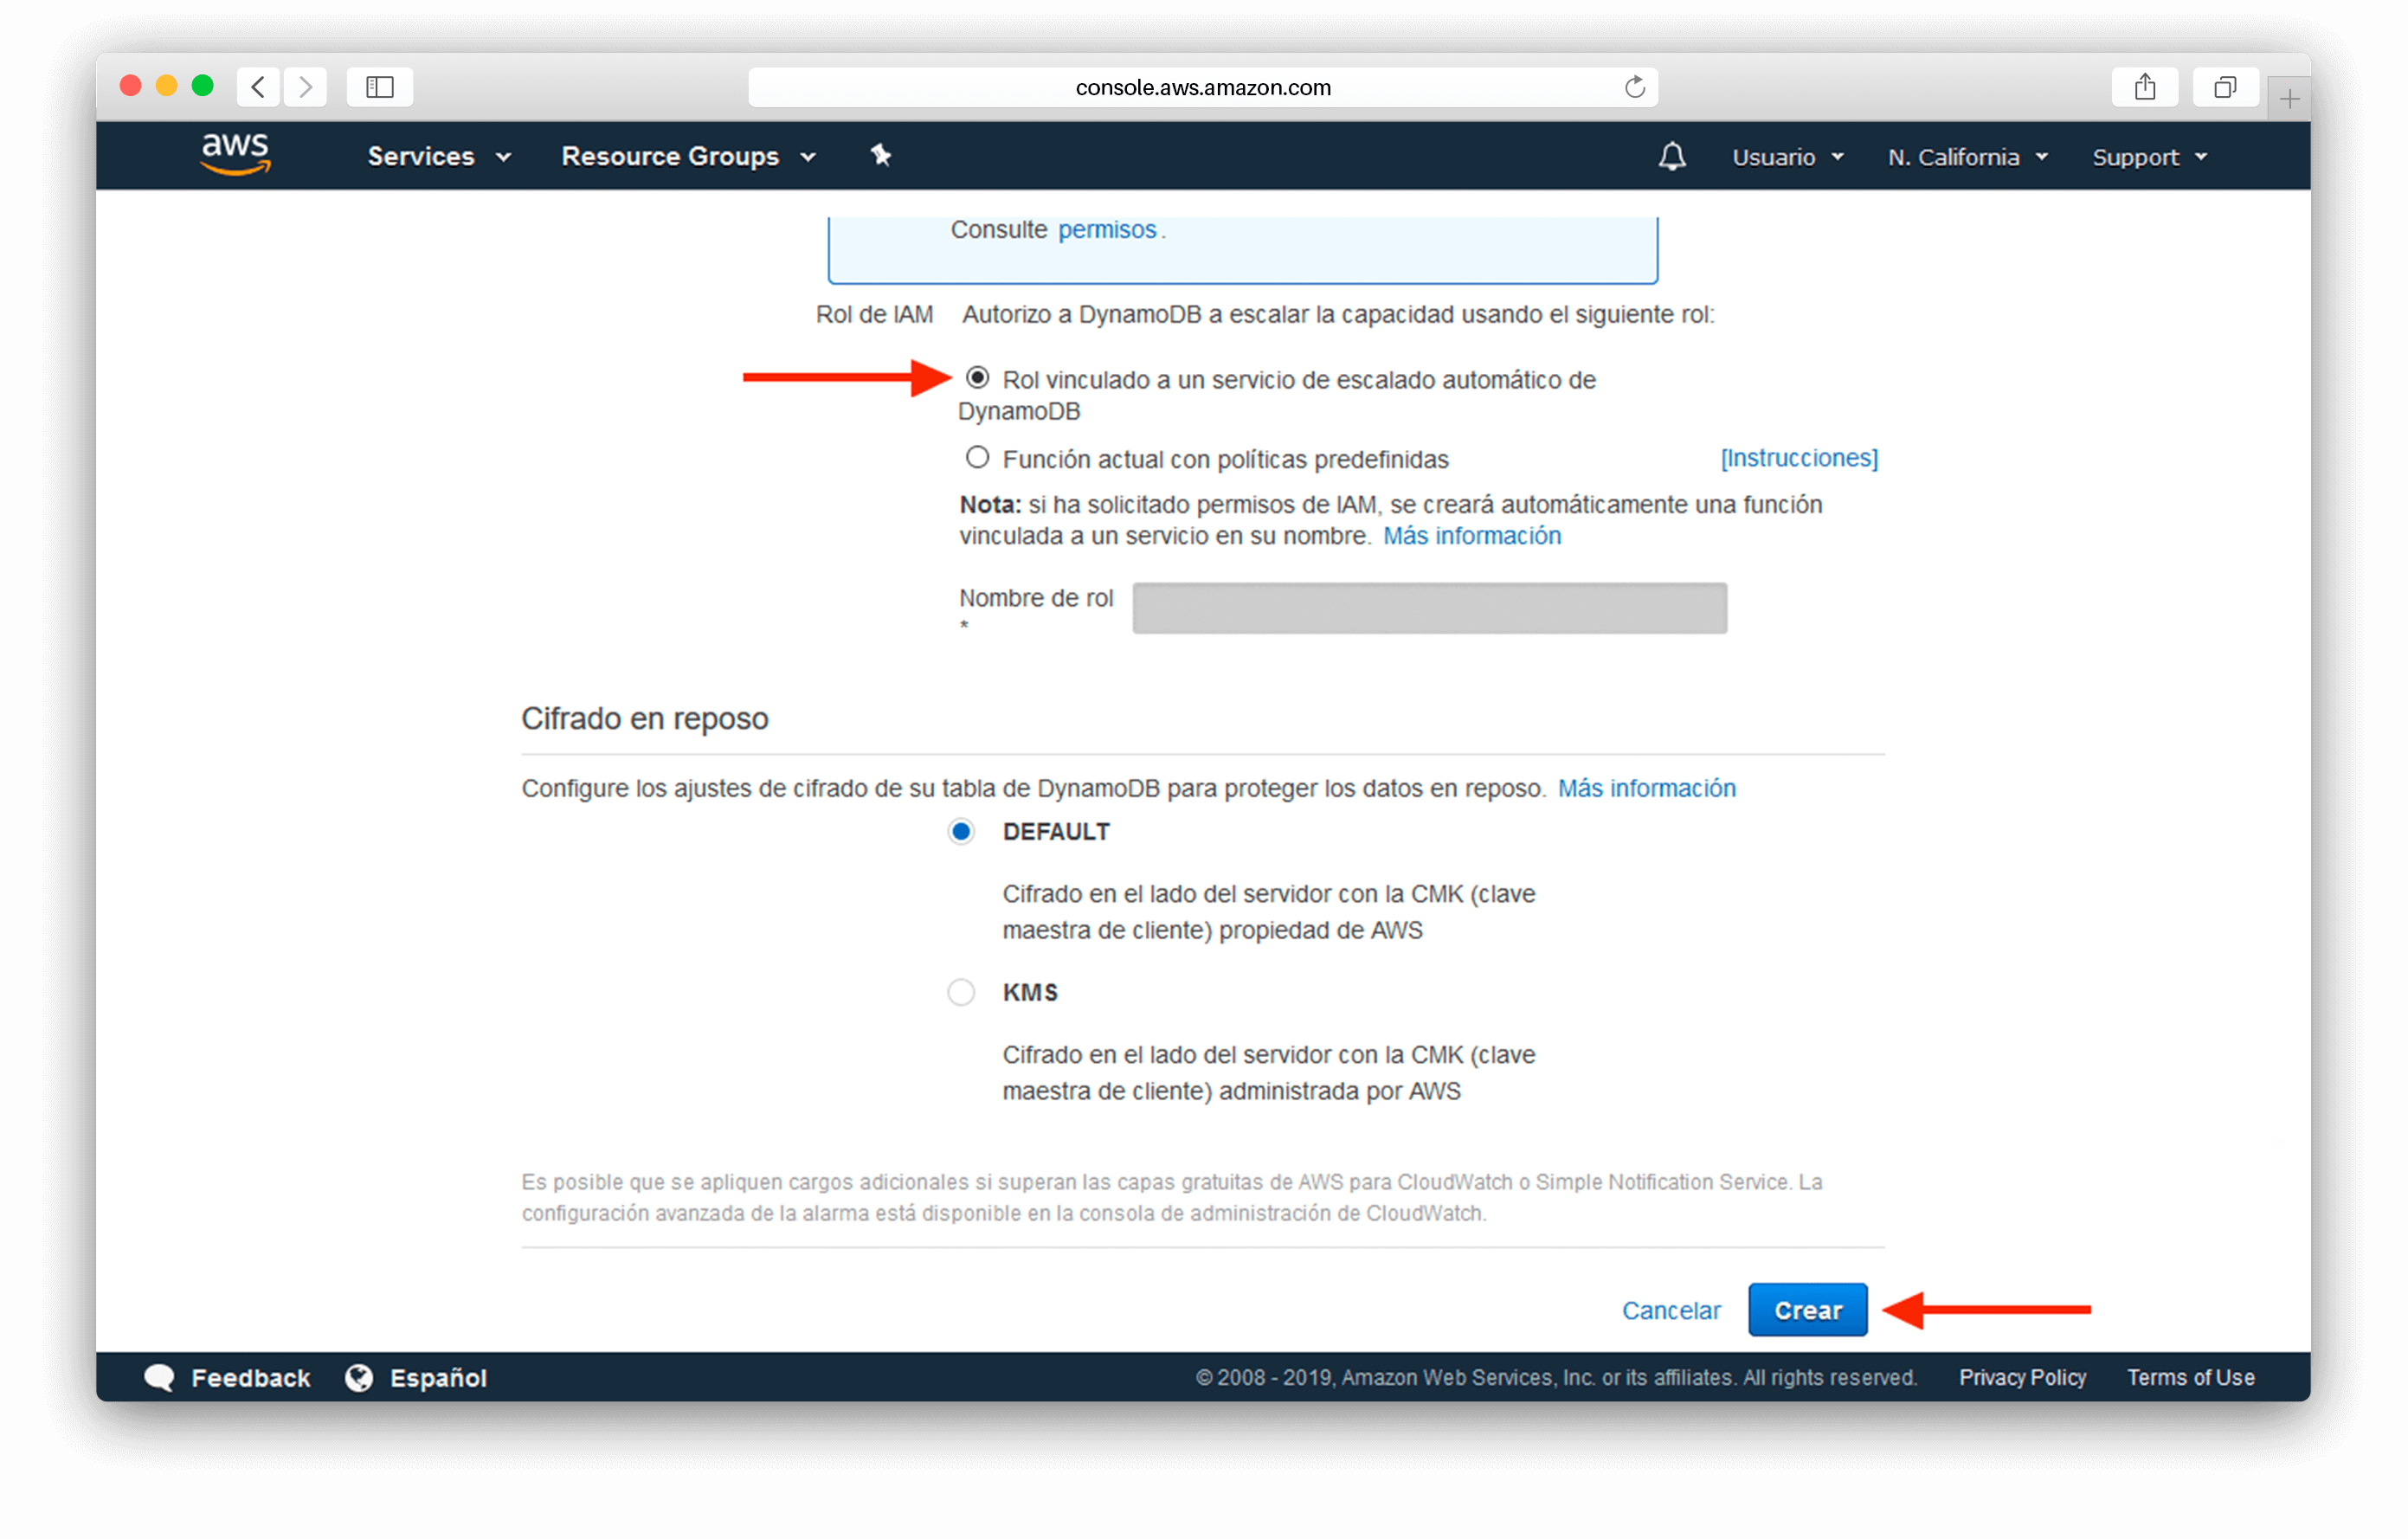 console.aws.amazon.com
aws Services Resource Groups Usuario N. California Support
Consulte permisos.
Rol de IAM Autorizo a DynamoDB a escalar la capacidad usando el siguiente rol:
Rol vinculado a un servicio de escalado automático de
DynamoDB
Función actual con políticas predefinidas [Instrucciones]
Nota: si ha solicitado permisos de IAM, se creará automáticamente una función
vinculada a un servicio en su nombre. Más información
Nombre de rol
*
Cifrado en reposo
Configure los ajustes de cifrado de su tabla de DynamoDB para proteger los datos en reposo. Más información
DEFAULT
Cifrado en el lado del servidor con la CMK (clave
maestra de cliente) propiedad de AWS
KMS
Cifrado en el lado del servidor con la CMK (clave
maestra de cliente) administrada por AWS
Es posible que se apliquen cargos adicionales si superan las capas gratuitas de AWS para CloudWatch o Simple Notification Service. La
configuración avanzada de la alarma está disponible en la consola de administración de CloudWatch.
Cancelar Crear
Feedback Español © 2008 - 2019, Amazon Web Services, Inc. or its affiliates. All rights reserved. Privacy Policy Terms of Use